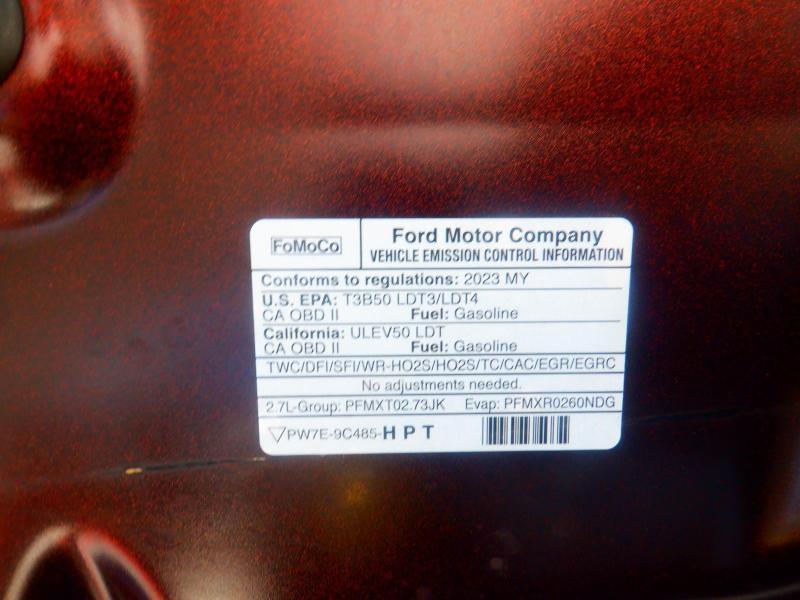 FoMoCo
Ford Motor Company
VEHICLE EMISSION CONTROL INFORMATION
Conforms to regulations: 2023 MY
U.S. EPA: T3B50 LDT3/LDT4
CA OBD II Fuel: Gasoline
California: ULEV50 LDT
CA OBD II Fuel: Gasoline
TWC/DFI/SFI/WR-HO2S/HO2S/TC/CAC/EGR/EGRC
No adjustments needed.
2.7L-Group: PFMXT02.73JK Evap: PFMXR0260NDG
PW7E-9C485-HPT